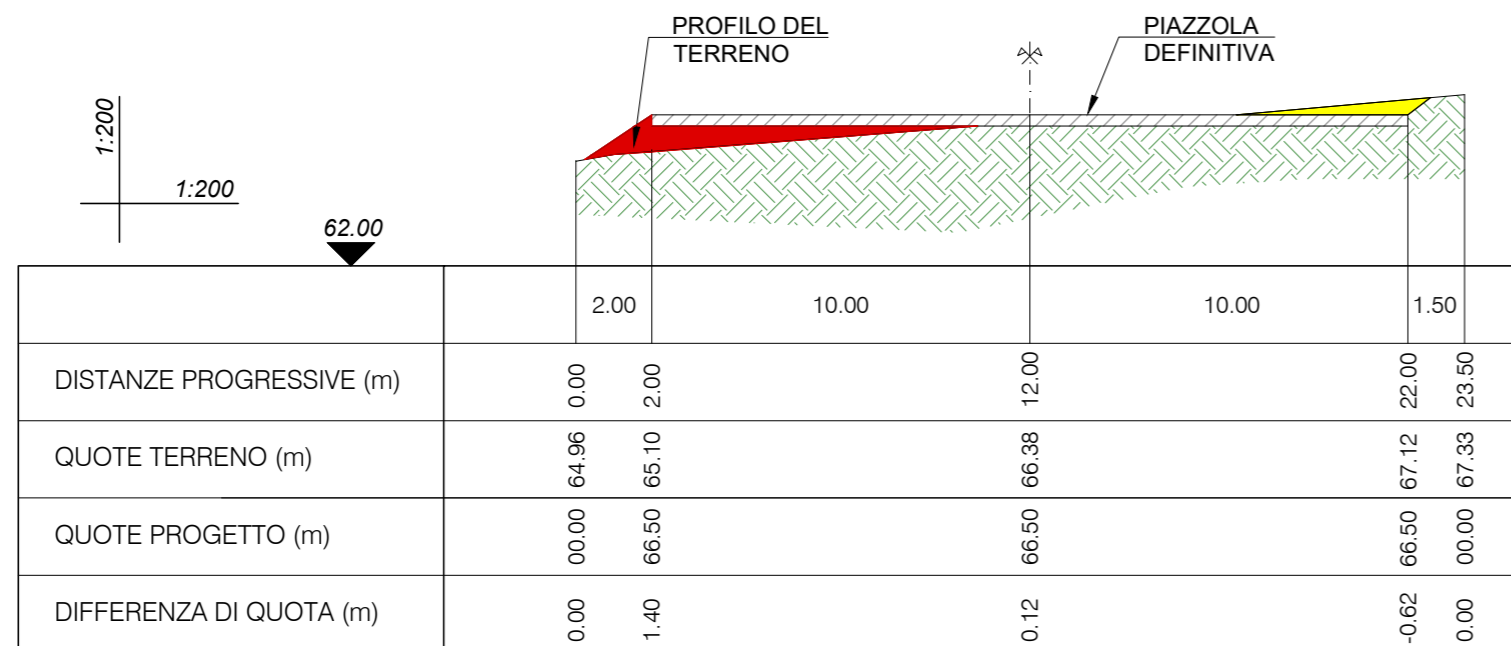 PROFILO DEL
TERRENO
PIAZZOLA
DEFINITIVA
1:200
1:200
62.00
2.00 10.00 10.00 1.50
DISTANZE PROGRESSIVE (m) 0.00 2.00 12.00 22.00 23.50
QUOTE TERRENO (m) 64.96 65.10 66.38 67.12 67.33
QUOTE PROGETTO (m) 00.00 66.50 66.50 66.50 00.00
DIFFERENZA DI QUOTA (m) 0.00 1.40 0.12 -0.62 0.00